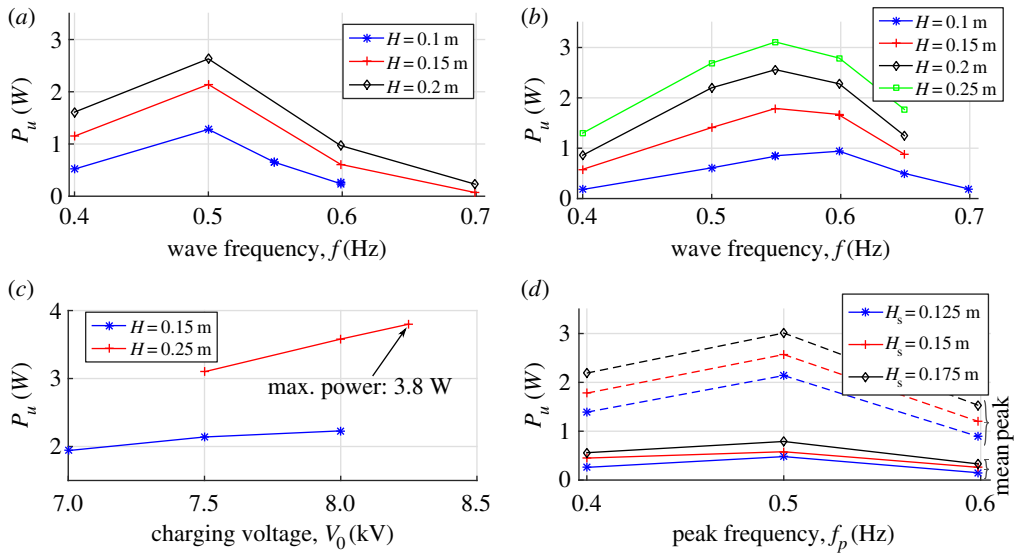 (a)
H = 0.1 m
H = 0.15 m
H = 0.2 m
3
2
1
0
P_u (W)
0.4 0.5 0.6 0.7
wave frequency, f (Hz)
(b)
H = 0.1 m
H = 0.15 m
H = 0.2 m
H = 0.25 m
3
2
1
0
P_u (W)
0.4 0.5 0.6 0.7
wave frequency, f (Hz)
(c)
H = 0.15 m
H = 0.25 m
4
3
2
P_u (W)
max. power: 3.8 W
7.0 7.5 8.0 8.5
charging voltage, V_0 (kV)
(d)
H_s = 0.125 m
H_s = 0.15 m
H_s = 0.175 m
3
2
1
0
P_u (W)
mean peak
0.4 0.5 0.6
peak frequency, f_p (Hz)